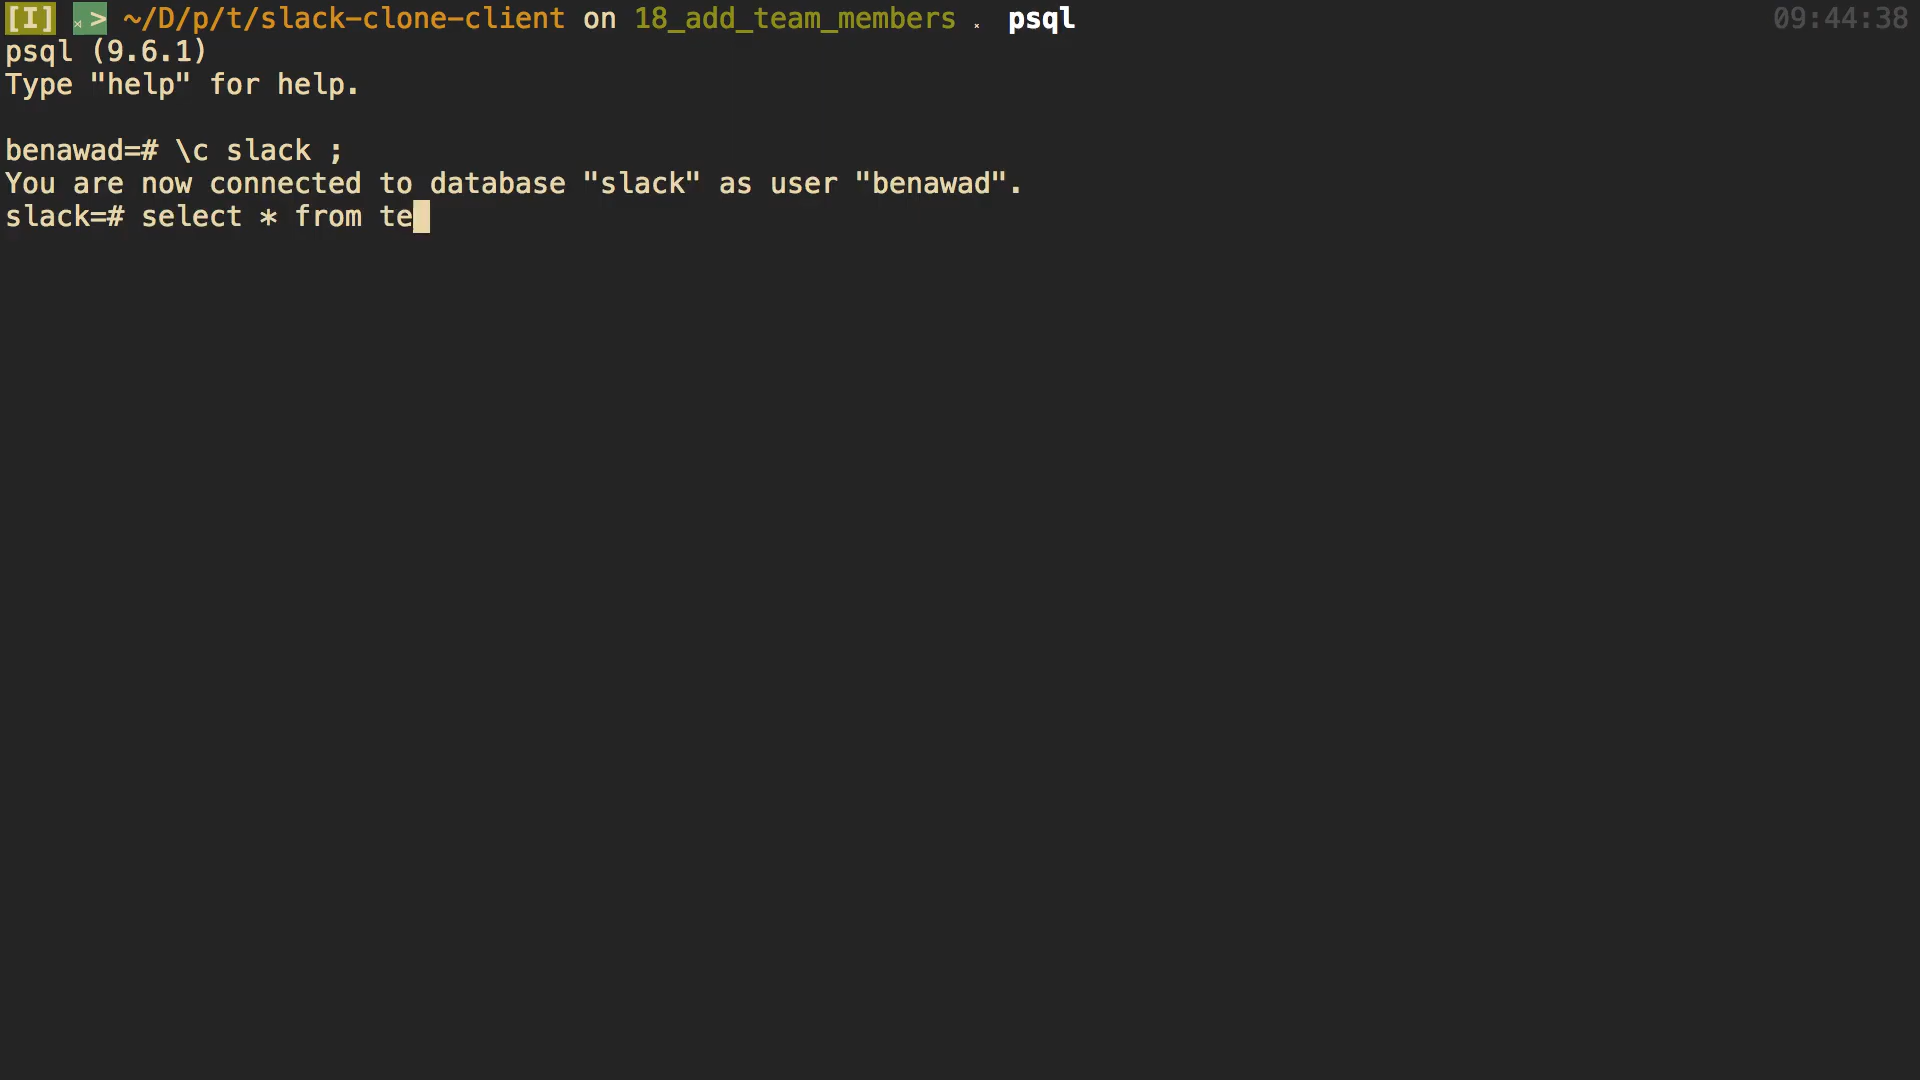 [I] > ~/D/p/t/slack-clone-client on 18_add_team_members psql 09:44:38
psql (9.6.1)
Type "help" for help.
benawad=# \c slack ;
You are now connected to database "slack" as user "benawad".
slack=# select * from te